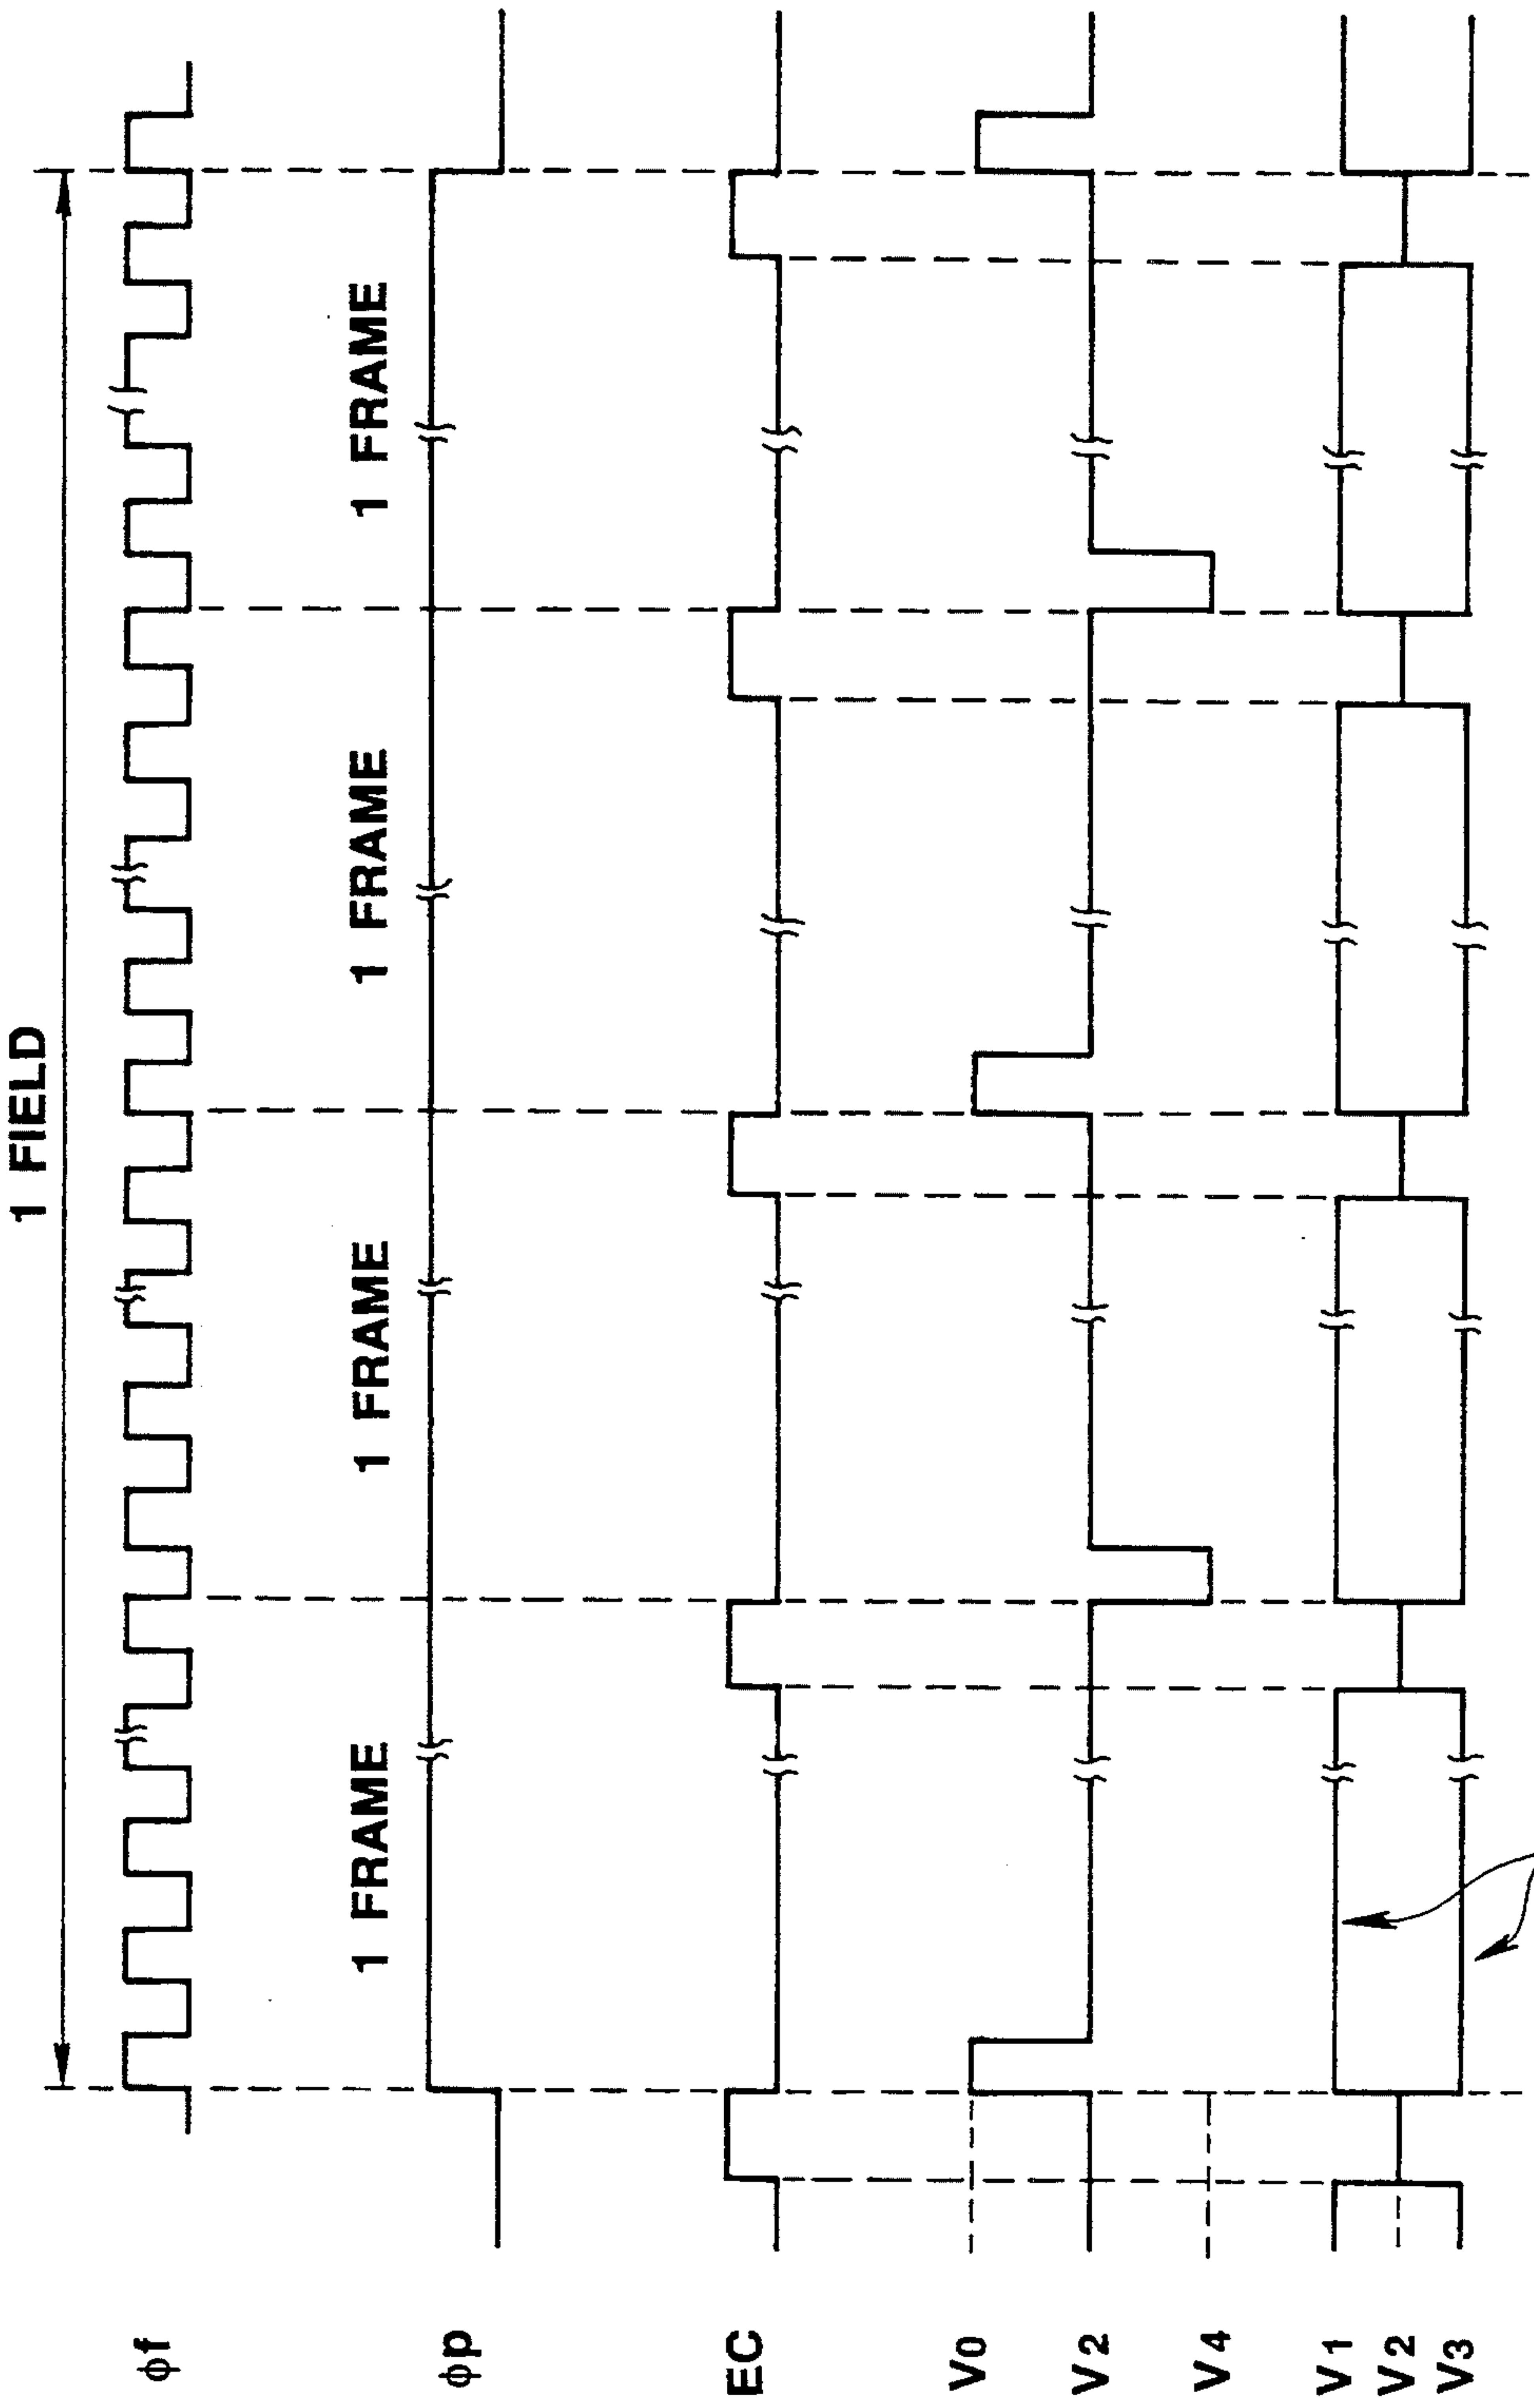 1 FIELD
φf
1 FRAME 1 FRAME 1 FRAME 1 FRAME
φp
EC
V0
V2
V4
V1
V2
V3